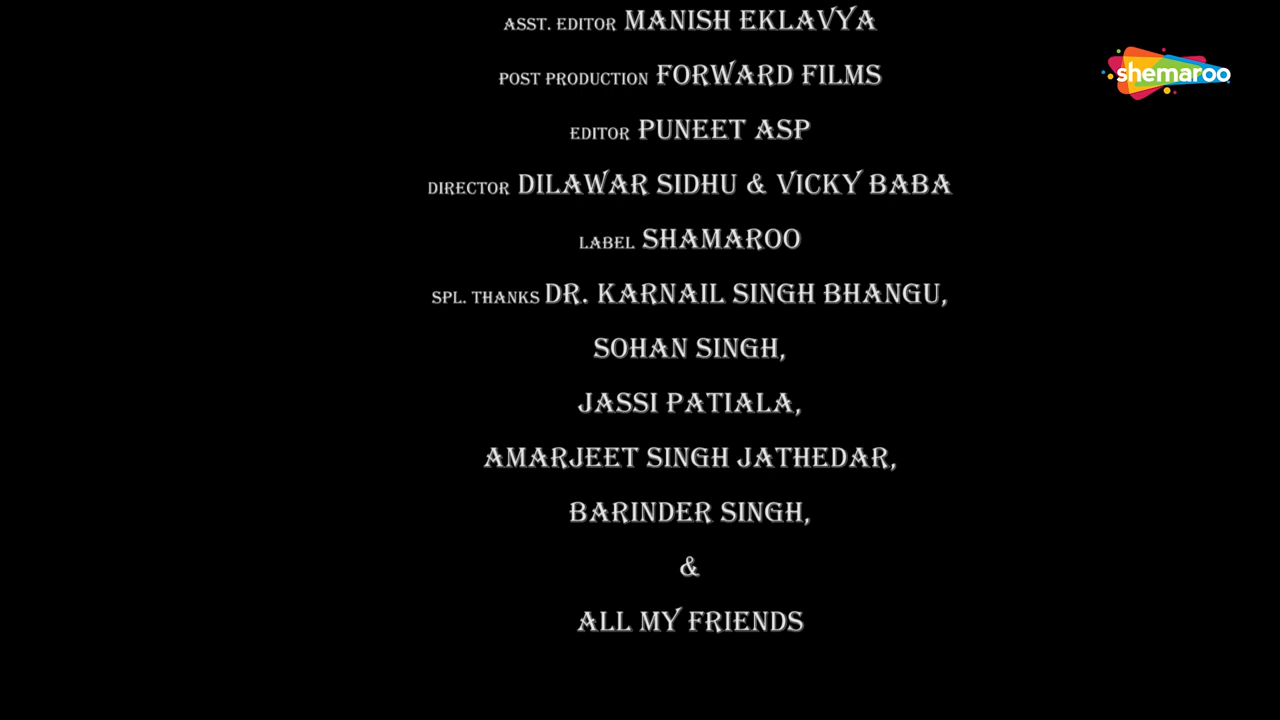 ASST. EDITOR MANISH EKLAVYA
shemaroo
POST PRODUCTION FORWARD FILMS
EDITOR PUNEET ASP
DIRECTOR DILAWAR SIDHU & VICKY BABA
LABEL SHAMAROO
SPL. THANKS DR. KARNAIL SINGH BHANGU,
SOHAN SINGH,
JASSI PATIALA,
AMARJEET SINGH JATHEDAR,
BARINDER SINGH,
&
ALL MY FRIENDS